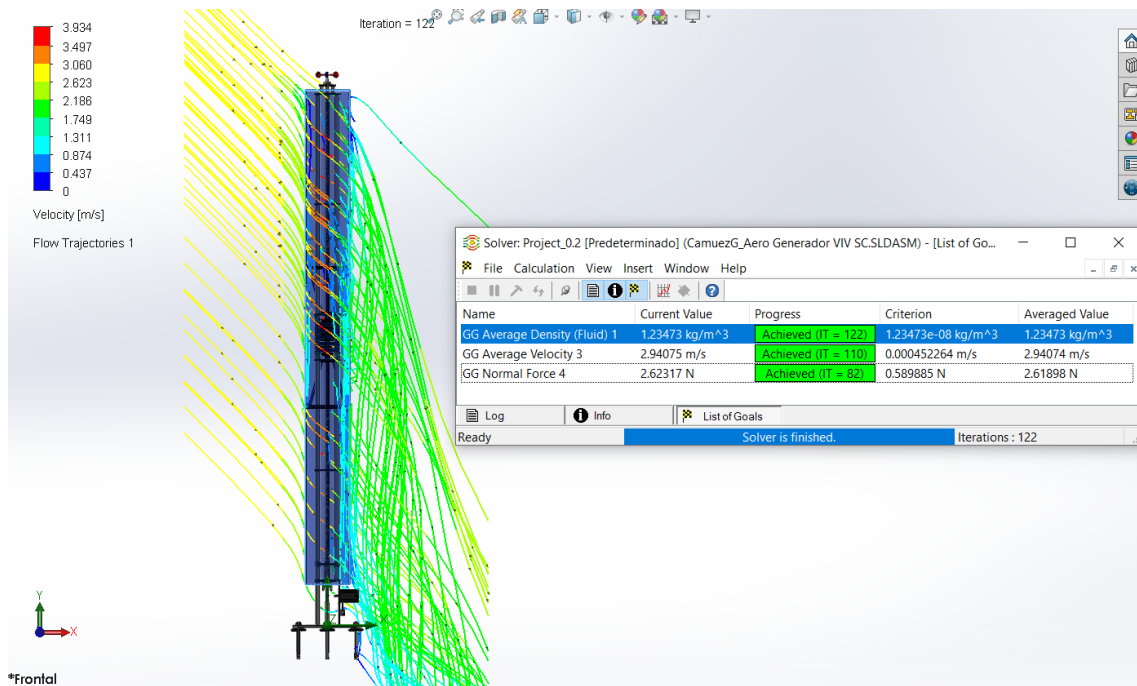 Iteration = 122
3.934
3.497
3.060
2.623
2.186
1.749
1.311
0.874
0.437
0
Velocity [m/s]
Flow Trajectories 1
Solver: Project_0.2 [Predeterminado] (CamuezG_Aero Generador VIV SC.SLDASM) - [List of Go...
File Calculation View Insert Window Help
Name Current Value Progress Criterion Averaged Value
GG Average Density (Fluid) 1 1.23473 kg/m^3 Achieved (IT = 122) 1.23473e-08 kg/m^3 1.23473 kg/m^3
GG Average Velocity 3 2.94075 m/s Achieved (IT = 110) 0.000452264 m/s 2.94074 m/s
GG Normal Force 4 2.62317 N Achieved (IT = 82) 0.589885 N 2.61898 N
Log Info List of Goals
Ready Solver is finished. Iterations : 122
Y
X
*Frontal